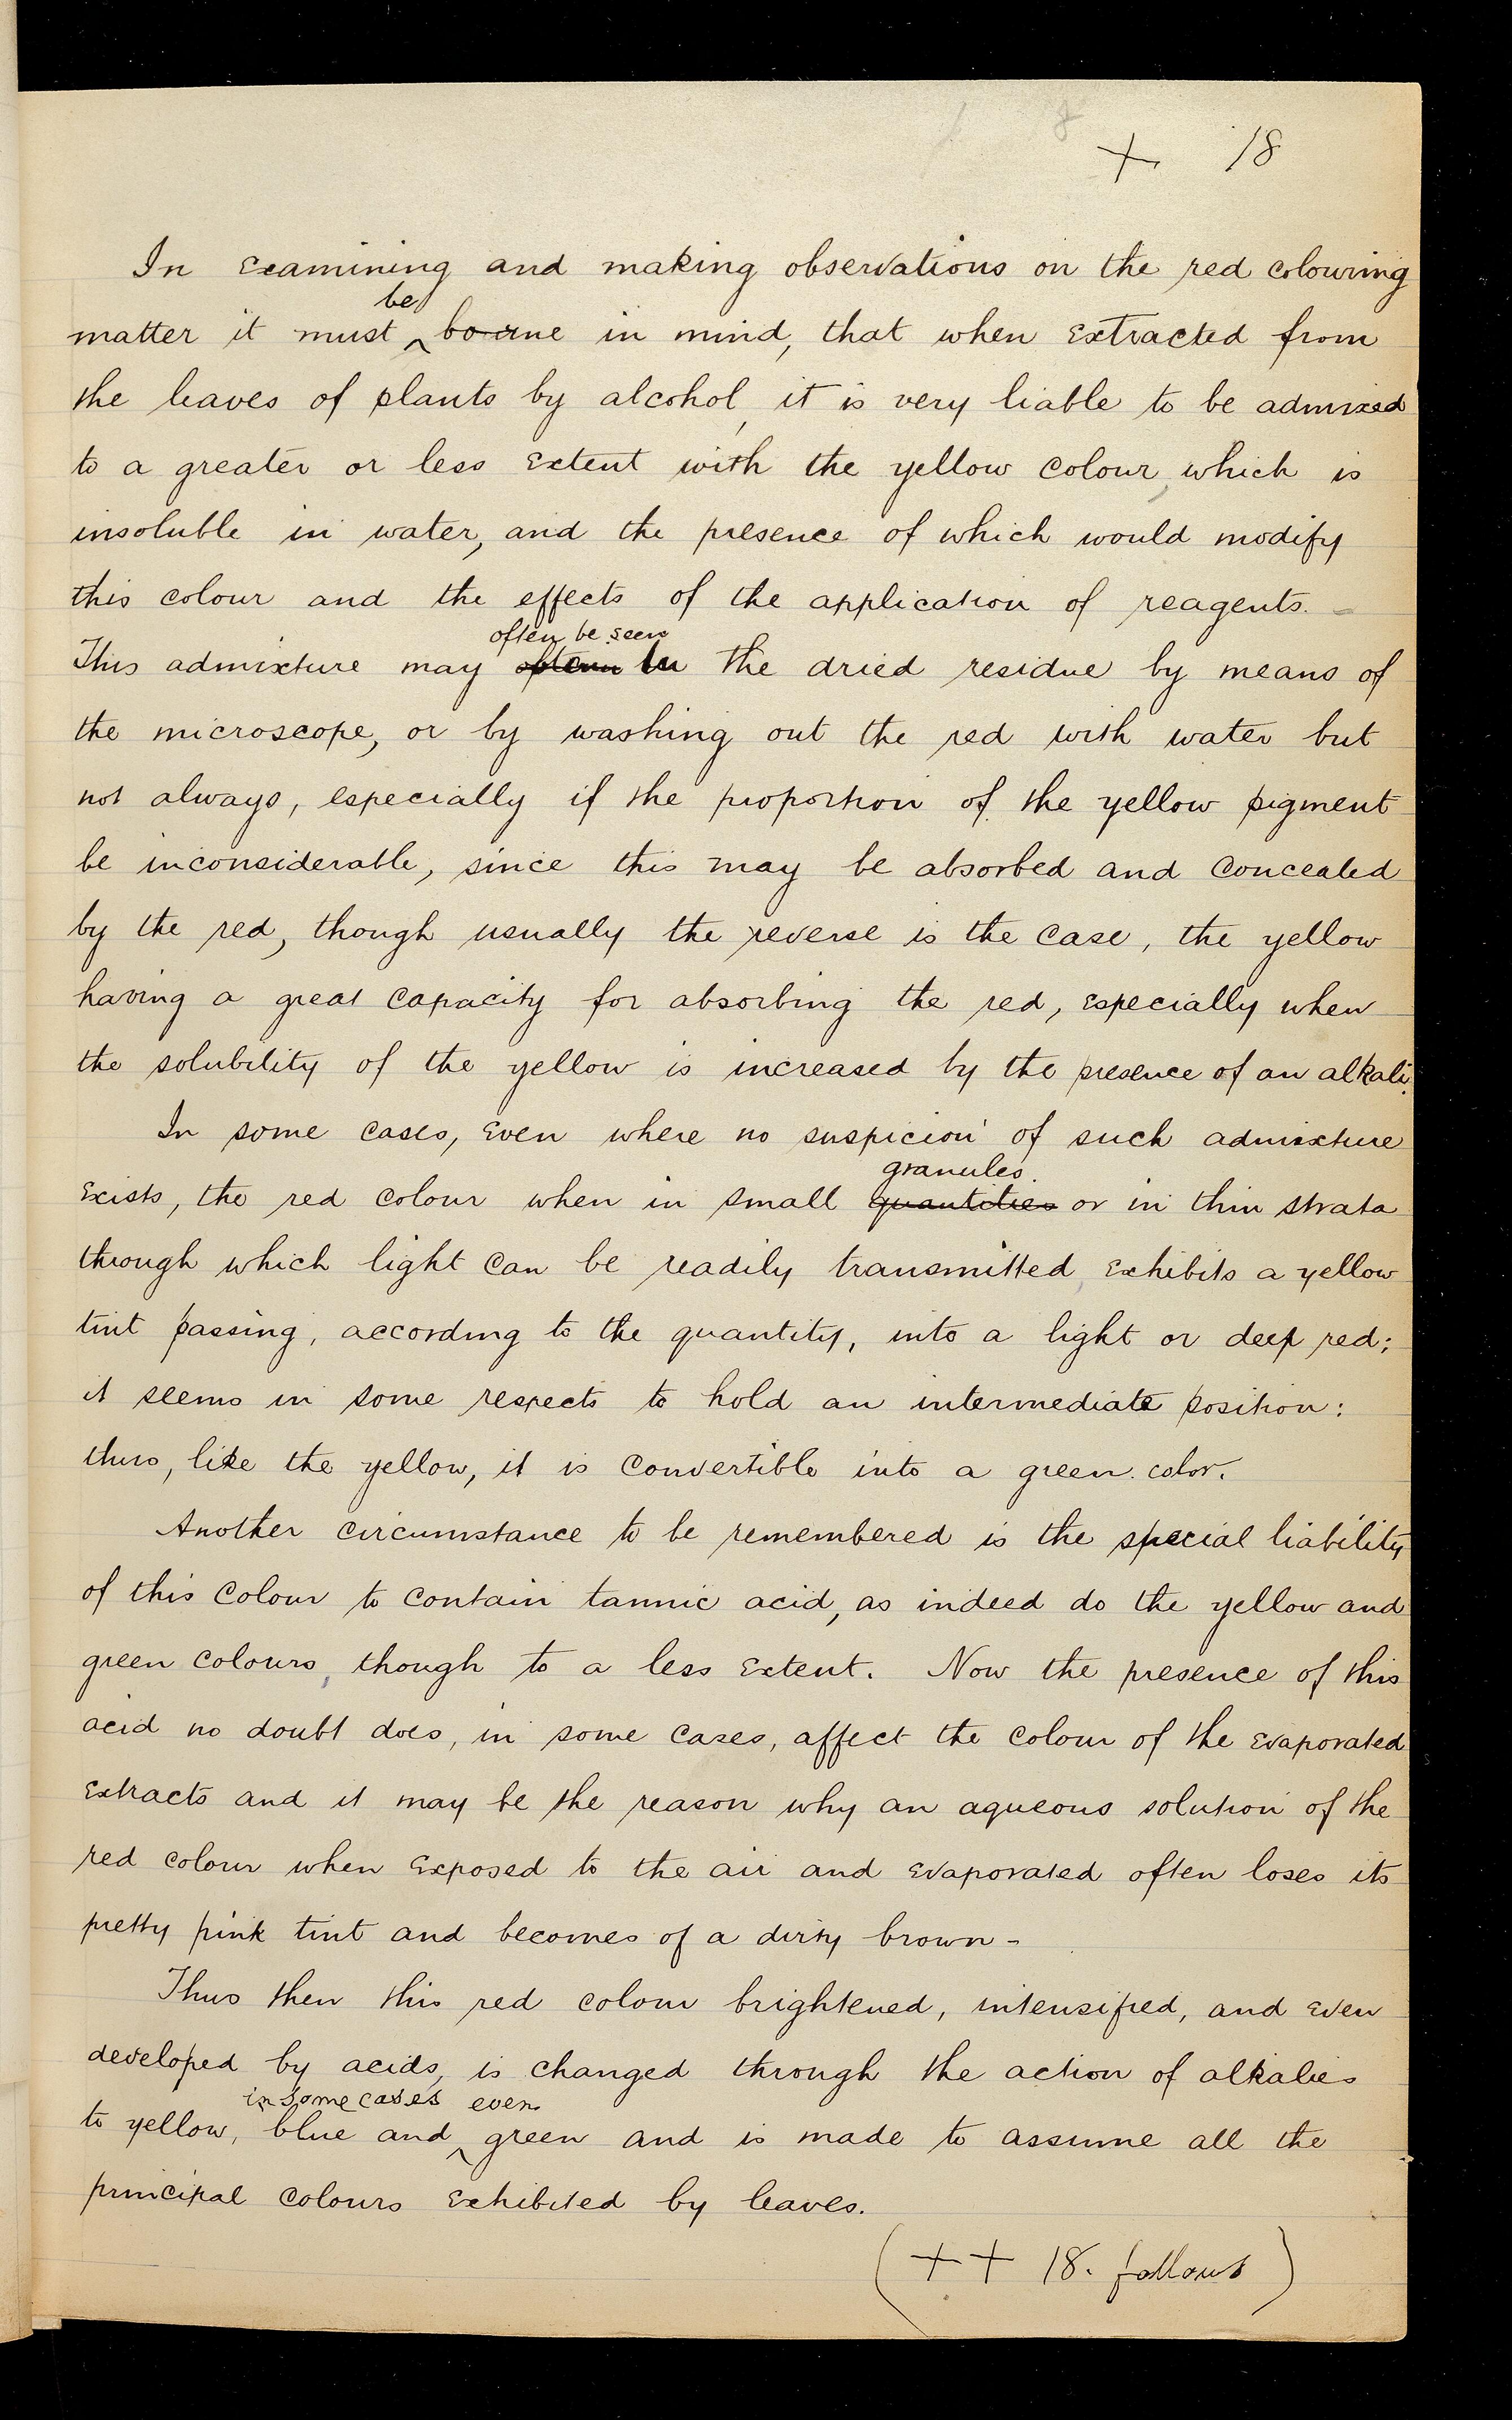 + 18
In examining and making observations on the red colouring
be
matter it must ‸ bourne in mind, that when extracted from
the leaves of plants by alcohol, it is very liable to be admixed
to a greater or less extent with the yellow colour, which is
insoluble in water, and the presence of which would modify
this colour and the effects of the application of reagents. -
often be seen
This admixture may in the dried residue by means of
the microscope, or by washing out the red with water but
not always, especially if the proportion of the yellow pigment
be inconsiderable, since this may be absorbed and concealed
by the red, though usually the reverse is the case, the yellow
having a great capacity for absorbing the red, especially when
the solubility of the yellow is increased by the presence of an alkali.
In some cases, even where no suspicion of such admixture
granules.
exists, the red colour when in small quantities or in thin strata
through which light can be readily transmitted, exhibits a yellow
tint passing, according to the quantity, into a light or deep red;
it seems in some respects to hold an intermediate position:
thus, like the yellow, it is convertible into a green color.
Another circumstance to be remembered is the special liability
of this colour to contain tannic acid, as indeed do the yellow and
green colours, though to a less extent. Now the presence of this
acid no doubt does, in some cases, affect the colour of the evaporated
extracts and it may be the reason why an aqueous solution of the
red colour when exposed to the air and evaporated often loses its
pretty pink tint and becomes of a dirty brown -
Thus then this red colour brightened, intensified, and even
developed by acids, is changed through the action of alkalies
in some cases even
to yellow, blue and ‸ green and is made to assume all the
principal colours exhibited by leaves.
(++ 18. follows)